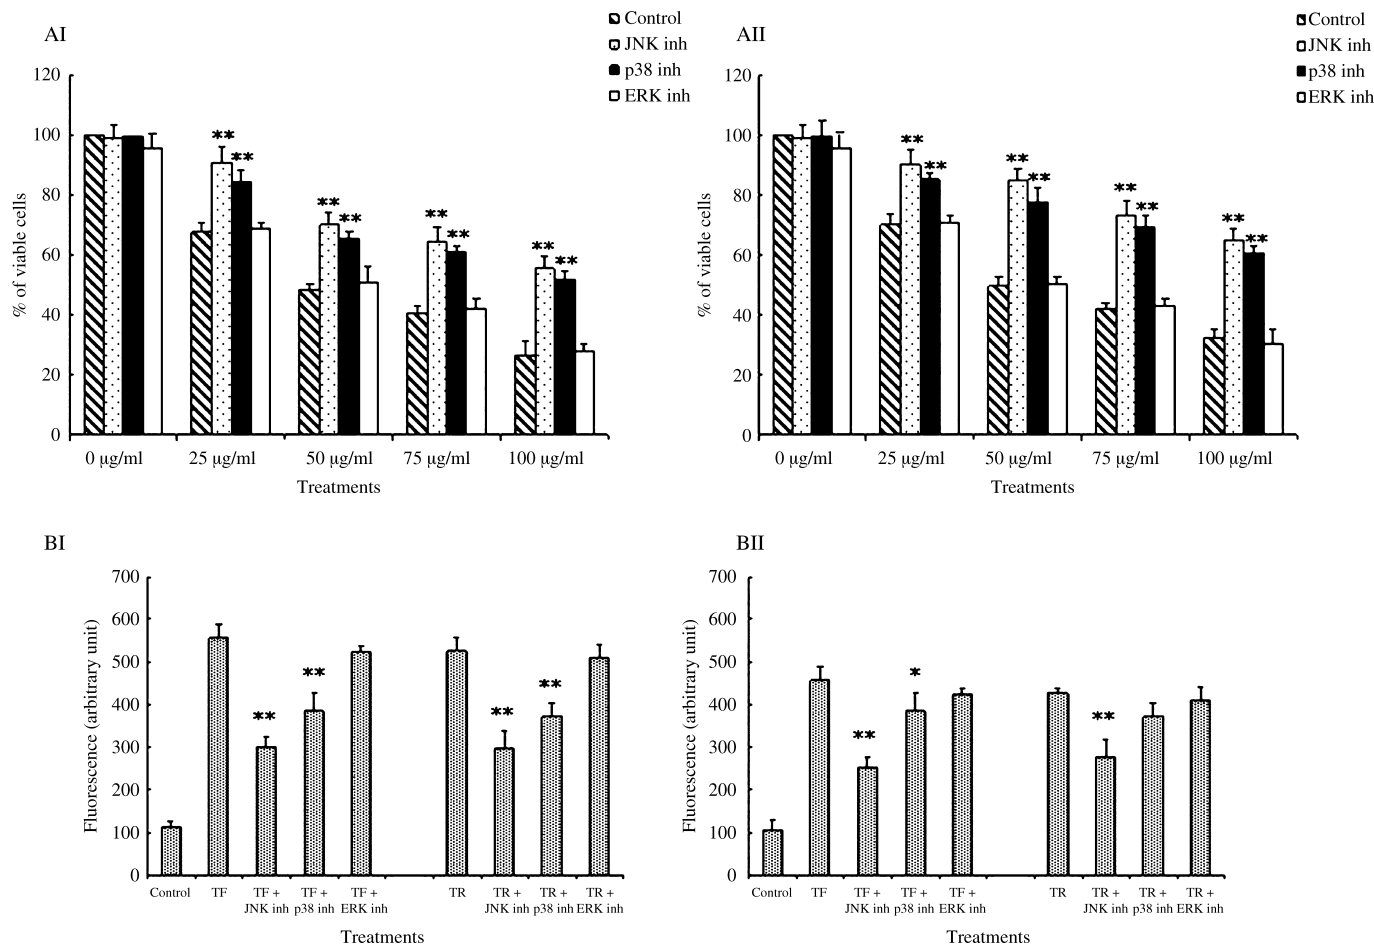 AI
Control
JNK inh
p38 inh
ERK inh
120
100
80
60
40
20
0
% of viable cells
** ** ** ** ** ** ** **
0 µg/ml 25 µg/ml 50 µg/ml 75 µg/ml 100 µg/ml
Treatments
AII
Control
JNK inh
p38 inh
ERK inh
120
100
80
60
40
20
0
% of viable cells
** ** ** ** ** ** ** **
0 µg/ml 25 µg/ml 50 µg/ml 75 µg/ml 100 µg/ml
Treatments
BI
700
600
500
400
300
200
100
0
Fluorescence (arbitrary unit)
** ** ** **
Control TF TF + TF + TF + TR TR + TR + TR +
JNK inh p38 inh ERK inh JNK inh p38 inh ERK inh
Treatments
BII
700
600
500
400
300
200
100
0
Fluorescence (arbitrary unit)
** * **
Control TF TF + TF + TF + TR TR + TR + TR +
JNK inh p38 inh ERK inh JNK inh p38 inh ERK inh
Treatments